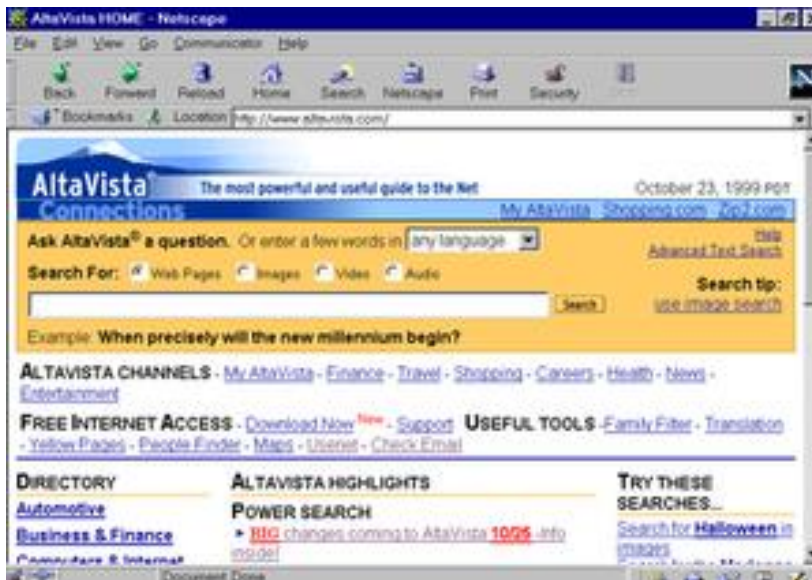 AltaVista HOME - Netscape
File Edit View Go Communicator Help
Back Forward Reload Home Search Netscape Print Security
Bookmarks Location http://www.altavista.com/
AltaVista® The most powerful and useful guide to the Net October 23, 1999 PDT
Connections My AltaVista Shopping.com Zip2.com
Ask AltaVista® a question. Or enter a few words in any language Help
Advanced Text Search
Search For: Web Pages Images Video Audio
Search tip:
Search use image search
Example: When precisely will the new millennium begin?
ALTAVISTA CHANNELS - My AltaVista - Finance - Travel - Shopping - Careers - Health - News -
Entertainment
FREE INTERNET ACCESS - Download Now New - Support USEFUL TOOLS - Family Filter - Translation
- Yellow Pages - People Finder - Maps - Usenet - Check Email
DIRECTORY
Automotive
Business & Finance
Computers & Internet
ALTAVISTA HIGHLIGHTS
POWER SEARCH
BIG changes coming to AltaVista 10/25 -Info
inside!
TRY THESE
SEARCHES...
Search for Halloween in
images
Document Done